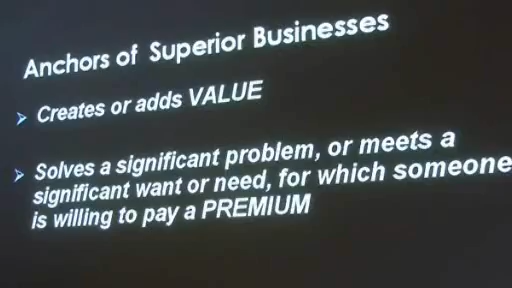 Anchors of Superior Businesses
Creates or adds VALUE
Solves a significant problem, or meets a
significant want or need, for which someone
is willing to pay a PREMIUM